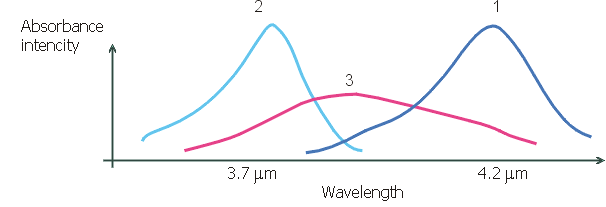 2
1
Absorbance
intencity
3
3.7 μm
4.2 μm
Wavelength